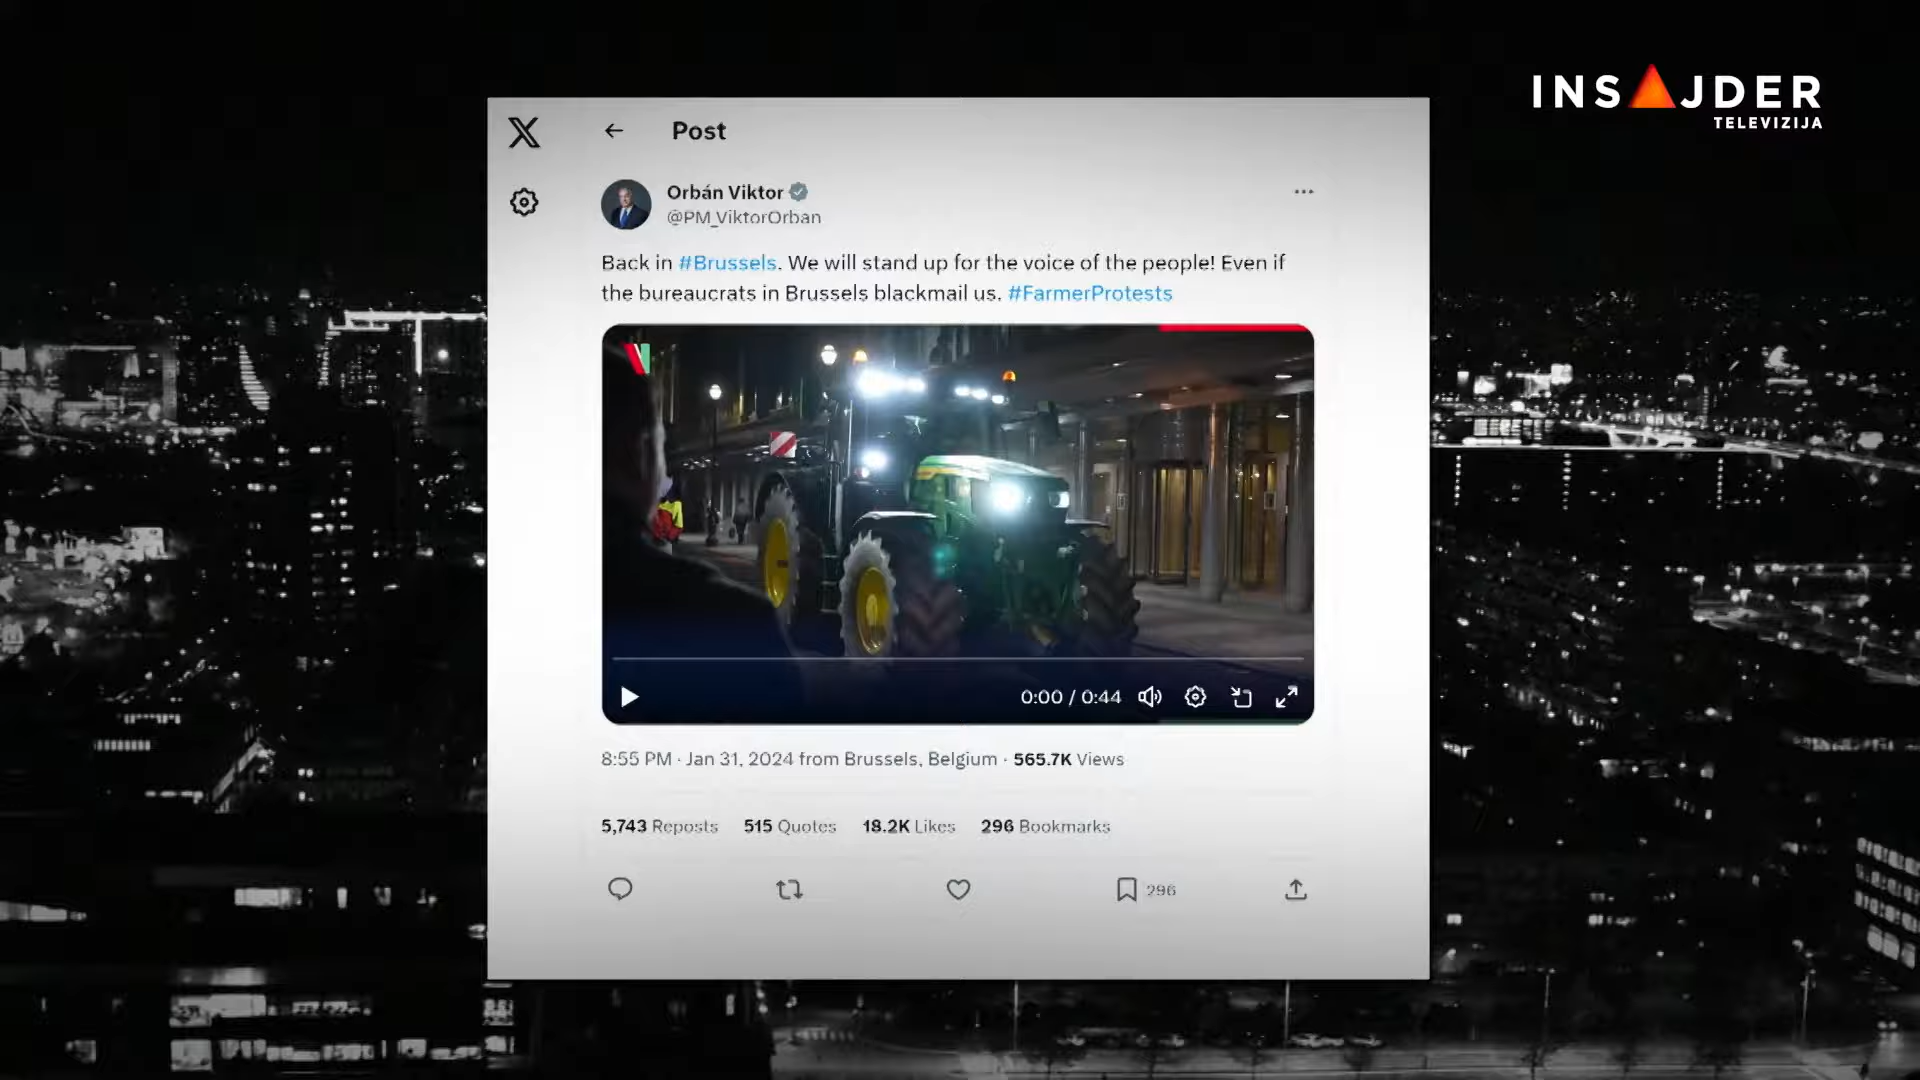 INSAJDER
TELEVIZIJA
Post
Orbán Viktor
@PM_ViktorOrban
Back in #Brussels. We will stand up for the voice of the people! Even if
the bureaucrats in Brussels blackmail us. #FarmerProtests
0:00 / 0:44
8:55 PM · Jan 31, 2024 from Brussels, Belgium · 565.7K Views
5,743 Reposts 515 Quotes 18.2K Likes 296 Bookmarks
296